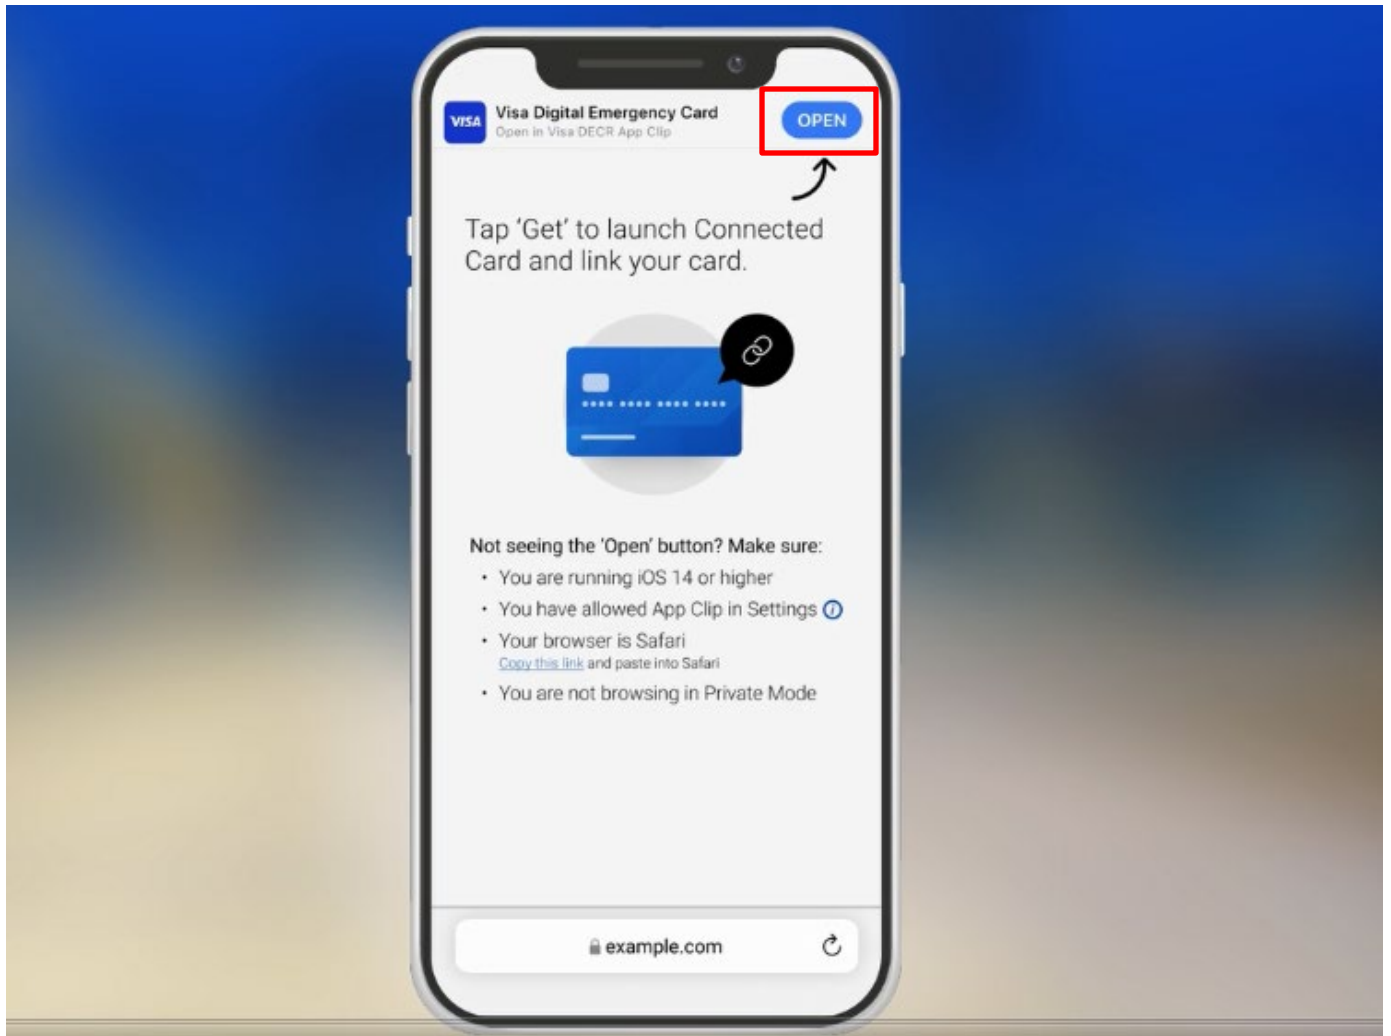 VISA
Visa Digital Emergency Card
Open in Visa DECR App Clip
OPEN
Tap ‘Get’ to launch Connected
Card and link your card.
Not seeing the ‘Open’ button? Make sure:
• You are running iOS 14 or higher
• You have allowed App Clip in Settings
• Your browser is Safari
Copy this link and paste into Safari
• You are not browsing in Private Mode
example.com